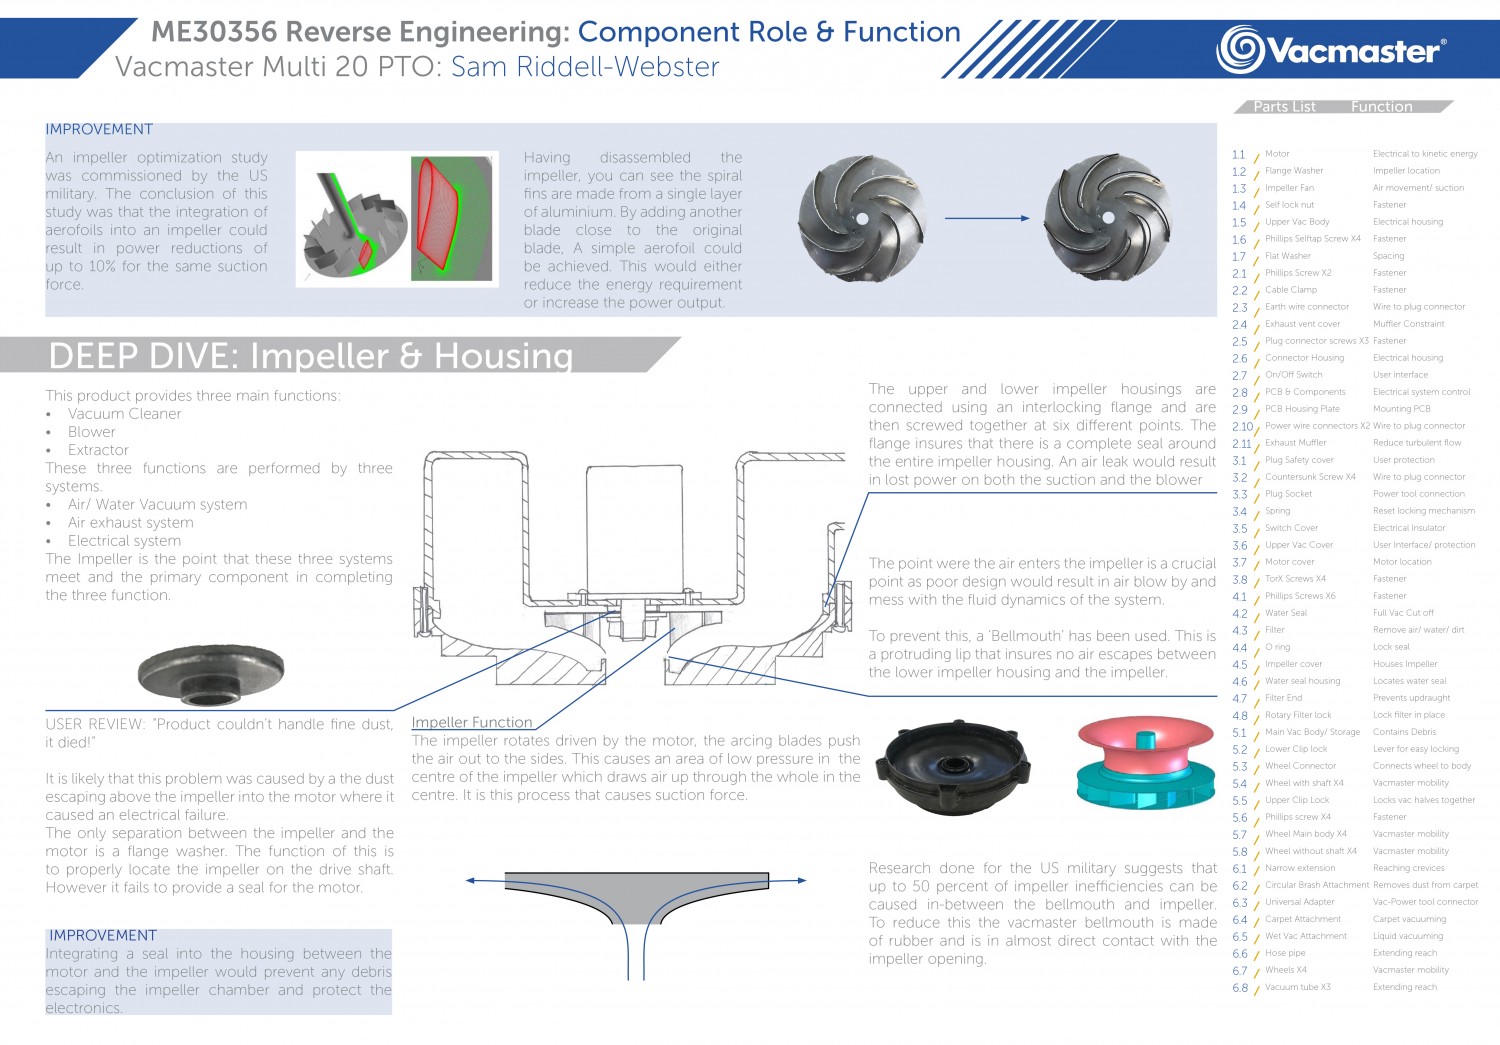 ME30356 Reverse Engineering: Component Role & Function
Vacmaster Multi 20 PTO: Sam Riddell-Webster
Vacmaster®
IMPROVEMENT
An impeller optimization study
was commissioned by the US
military. The conclusion of this
study was that the integration of
aerofoils into an impeller could
result in power reductions of
up to 10% for the same suction
force.
Having disassembled the
impeller, you can see the spiral
fins are made from a single layer
of aluminium. By adding another
blade close to the original
blade, A simple aerofoil could
be achieved. This would either
reduce the energy requirement
or increase the power output.
DEEP DIVE: Impeller & Housing
This product provides three main functions:
• Vacuum Cleaner
• Blower
• Extractor
These three functions are performed by three
systems.
• Air/ Water Vacuum system
• Air exhaust system
• Electrical system
The Impeller is the point that these three systems
meet and the primary component in completing
the three function.
USER REVIEW: "Product couldn't handle fine dust,
it died!"
It is likely that this problem was caused by a the dust
escaping above the impeller into the motor where it
caused an electrical failure.
The only separation between the impeller and the
motor is a flange washer. The function of this is
to properly locate the impeller on the drive shaft.
However it fails to provide a seal for the motor.
IMPROVEMENT
Integrating a seal into the housing between the
motor and the impeller would prevent any debris
escaping the impeller chamber and protect the
electronics.
Impeller Function
The impeller rotates driven by the motor, the arcing blades push
the air out to the sides. This causes an area of low pressure in the
centre of the impeller which draws air up through the whole in the
centre. It is this process that causes suction force.
The upper and lower impeller housings are
connected using an interlocking flange and are
then screwed together at six different points. The
flange insures that there is a complete seal around
the entire impeller housing. An air leak would result
in lost power on both the suction and the blower
The point were the air enters the impeller is a crucial
point as poor design would result in air blow by and
mess with the fluid dynamics of the system.
To prevent this, a 'Bellmouth' has been used. This is
a protruding lip that insures no air escapes between
the lower impeller housing and the impeller.
Research done for the US military suggests that
up to 50 percent of impeller inefficiencies can be
caused in-between the bellmouth and impeller.
To reduce this the vacmaster bellmouth is made
of rubber and is in almost direct contact with the
impeller opening.
Parts List Function
1.1 / Motor Electrical to kinetic energy
1.2 / Flange Washer Impeller location
1.3 / Impeller Fan Air movement/ suction
1.4 / Self lock nut Fastener
1.5 / Upper Vac Body Electrical housing
1.6 / Phillips Selftap Screw X4 Fastener
1.7 / Flat Washer Spacing
2.1 / Phillips Screw X2 Fastener
2.2 / Cable Clamp Fastener
2.3 / Earth wire connector Wire to plug connector
2.4 / Exhaust vent cover Muffler Constraint
2.5 / Plug connector screws X3 Fastener
2.6 / Connector Housing Electrical housing
2.7 / On/Off Switch User interface
2.8 / PCB & Components Electrical system control
2.9 / PCB Housing Plate Mounting PCB
2.10 / Power wire connectors X2 Wire to plug connector
2.11 / Exhaust Muffler Reduce turbulent flow
3.1 / Plug Safety cover User protection
3.2 / Countersunk Screw X4 Wire to plug connector
3.3 / Plug Socket Power tool connection
3.4 / Spring Reset locking mechanism
3.5 / Switch Cover Electrical Insulator
3.6 / Upper Vac Cover User Interface/ protection
3.7 / Motor cover Motor location
3.8 / TorX Screws X4 Fastener
4.1 / Phillips Screws X6 Fastener
4.2 / Water Seal Full Vac Cut off
4.3 / Filter Remove air/ water/ dirt
4.4 / O ring Lock seal
4.5 / Impeller cover Houses Impeller
4.6 / Water seal housing Locates water seal
4.7 / Filter End Prevents updraught
4.8 / Rotary Filter lock Lock filter in place
5.1 / Main Vac Body/ Storage Contains Debris
5.2 / Lower Clip lock Lever for easy locking
5.3 / Wheel Connector Connects wheel to body
5.4 / Wheel with shaft X4 Vacmaster mobility
5.5 / Upper Clip Lock Locks vac halves together
5.6 / Phillips screw X4 Fastener
5.7 / Wheel Main body X4 Vacmaster mobility
5.8 / Wheel without shaft X4 Vacmaster mobility
6.1 / Narrow extension Reaching crevices
6.2 / Circular Brash Attachment Removes dust from carpet
6.3 / Universal Adapter Vac-Power tool connector
6.4 / Carpet Attachment Carpet vacuuming
6.5 / Wet Vac Attachment Liquid vacuuming
6.6 / Hose pipe Extending reach
6.7 / Wheels X4 Vacmaster mobility
6.8 / Vacuum tube X3 Extending reach